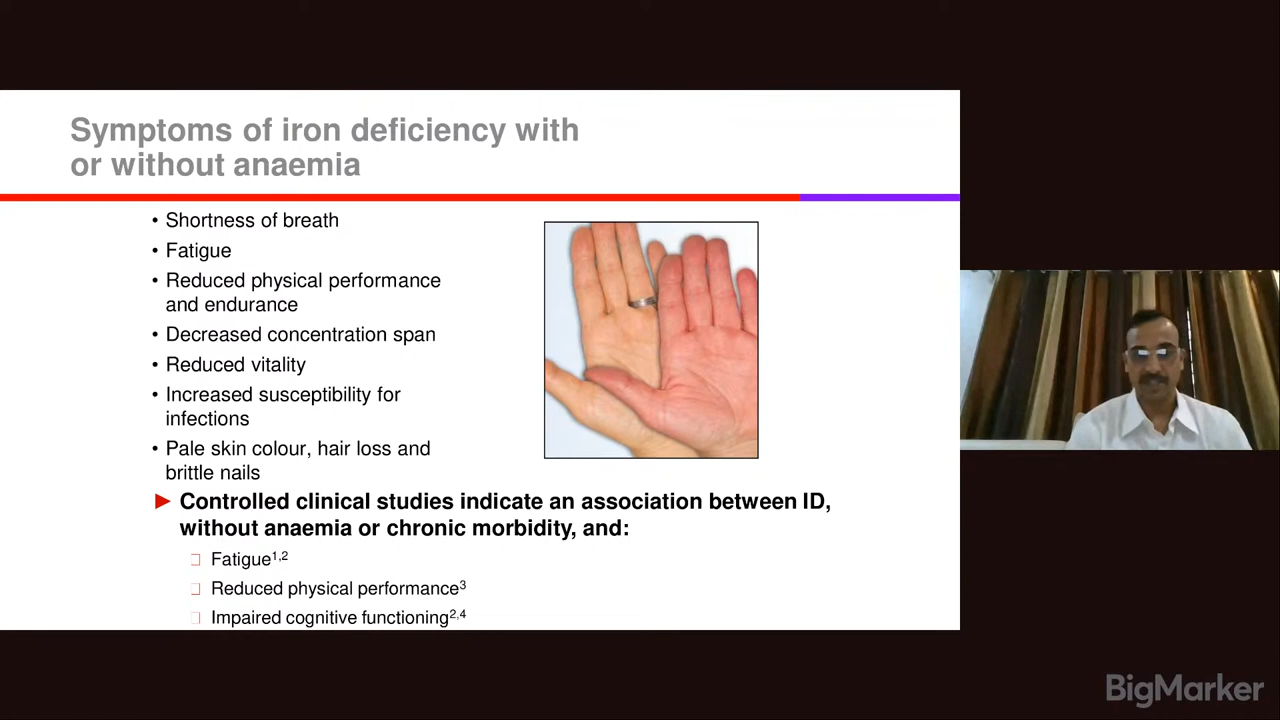 Symptoms of iron deficiency with
or without anaemia
• Shortness of breath
• Fatigue
• Reduced physical performance
and endurance
• Decreased concentration span
• Reduced vitality
• Increased susceptibility for
infections
• Pale skin colour, hair loss and
brittle nails
► Controlled clinical studies indicate an association between ID,
without anaemia or chronic morbidity, and:
□ Fatigue1,2
□ Reduced physical performance3
□ Impaired cognitive functioning2,4
BigMarker